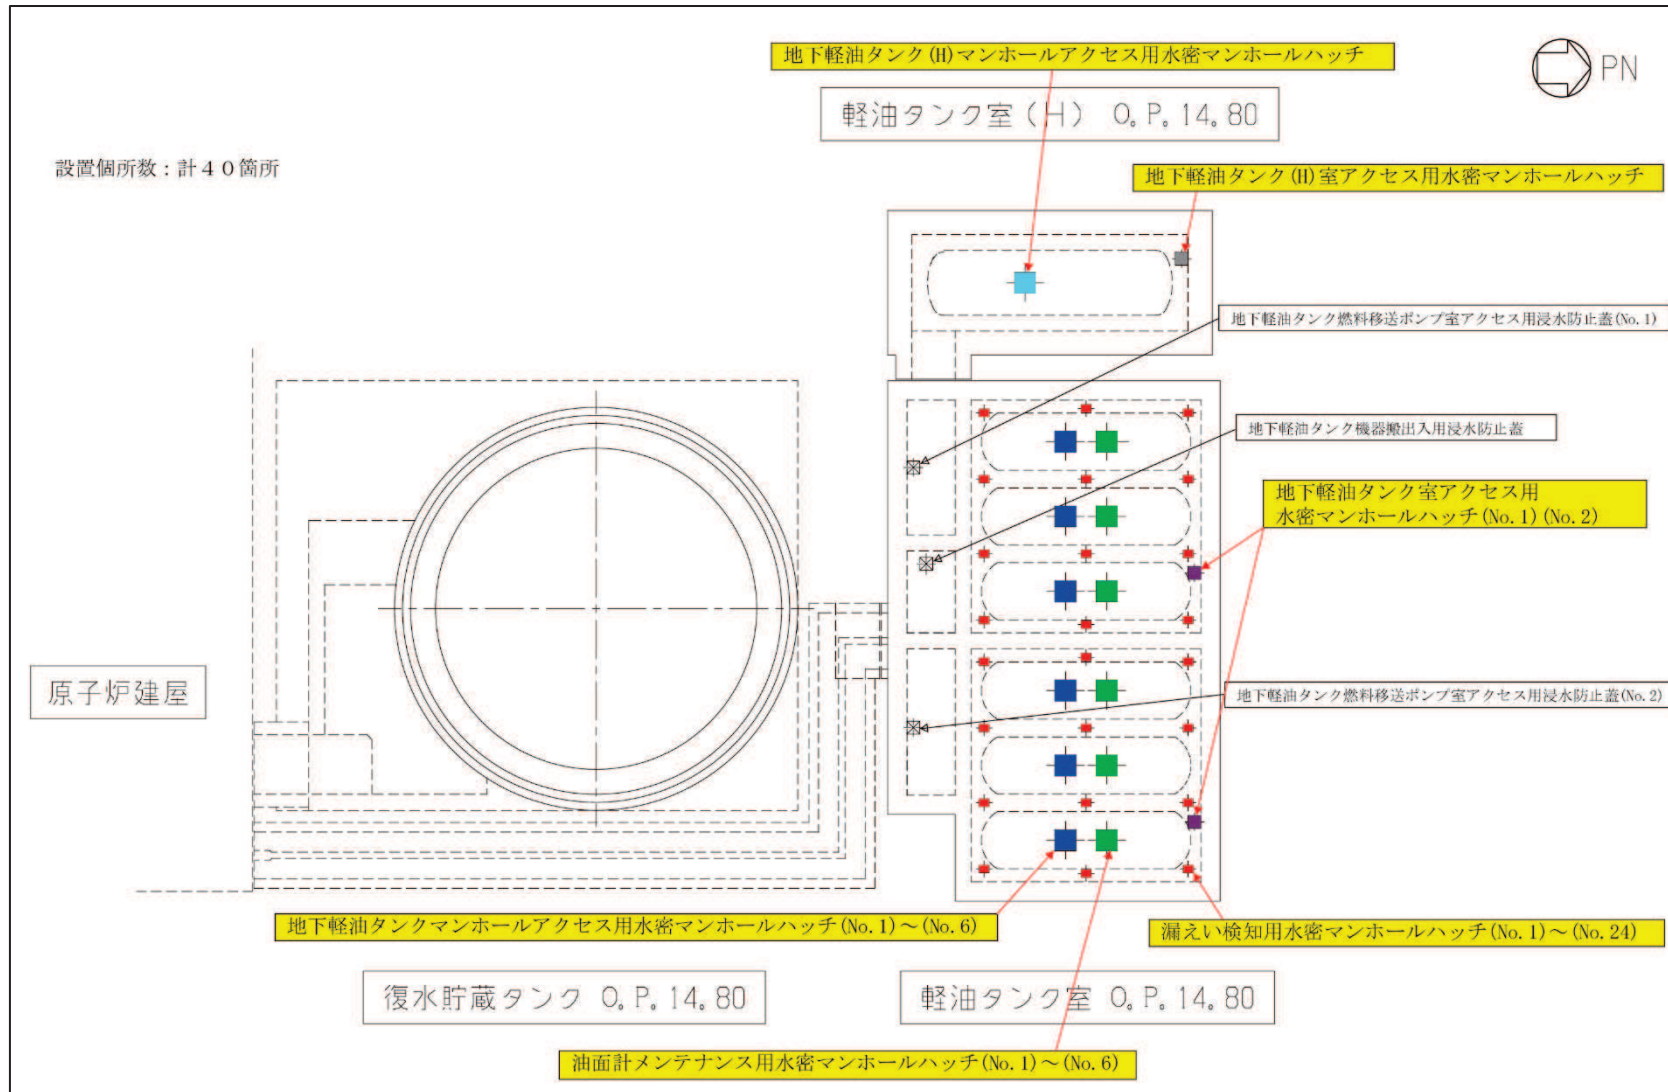 地下軽油タンク(H)マンホールアクセス用水密マンホールハッチ
PN
軽油タンク室(H) O.P.14.80
設置個所数：計４０箇所
地下軽油タンク(H)室アクセス用水密マンホールハッチ
地下軽油タンク燃料移送ポンプ室アクセス用浸水防止蓋(No.1)
地下軽油タンク機器搬出入用浸水防止蓋
地下軽油タンク室アクセス用
水密マンホールハッチ(No.1)(No.2)
原子炉建屋
地下軽油タンク燃料移送ポンプ室アクセス用浸水防止蓋(No.2)
地下軽油タンクマンホールアクセス用水密マンホールハッチ(No.1)～(No.6)
漏えい検知用水密マンホールハッチ(No.1)～(No.24)
復水貯蔵タンク O.P.14.80
軽油タンク室 O.P.14.80
油面計メンテナンス用水密マンホールハッチ(No.1)～(No.6)